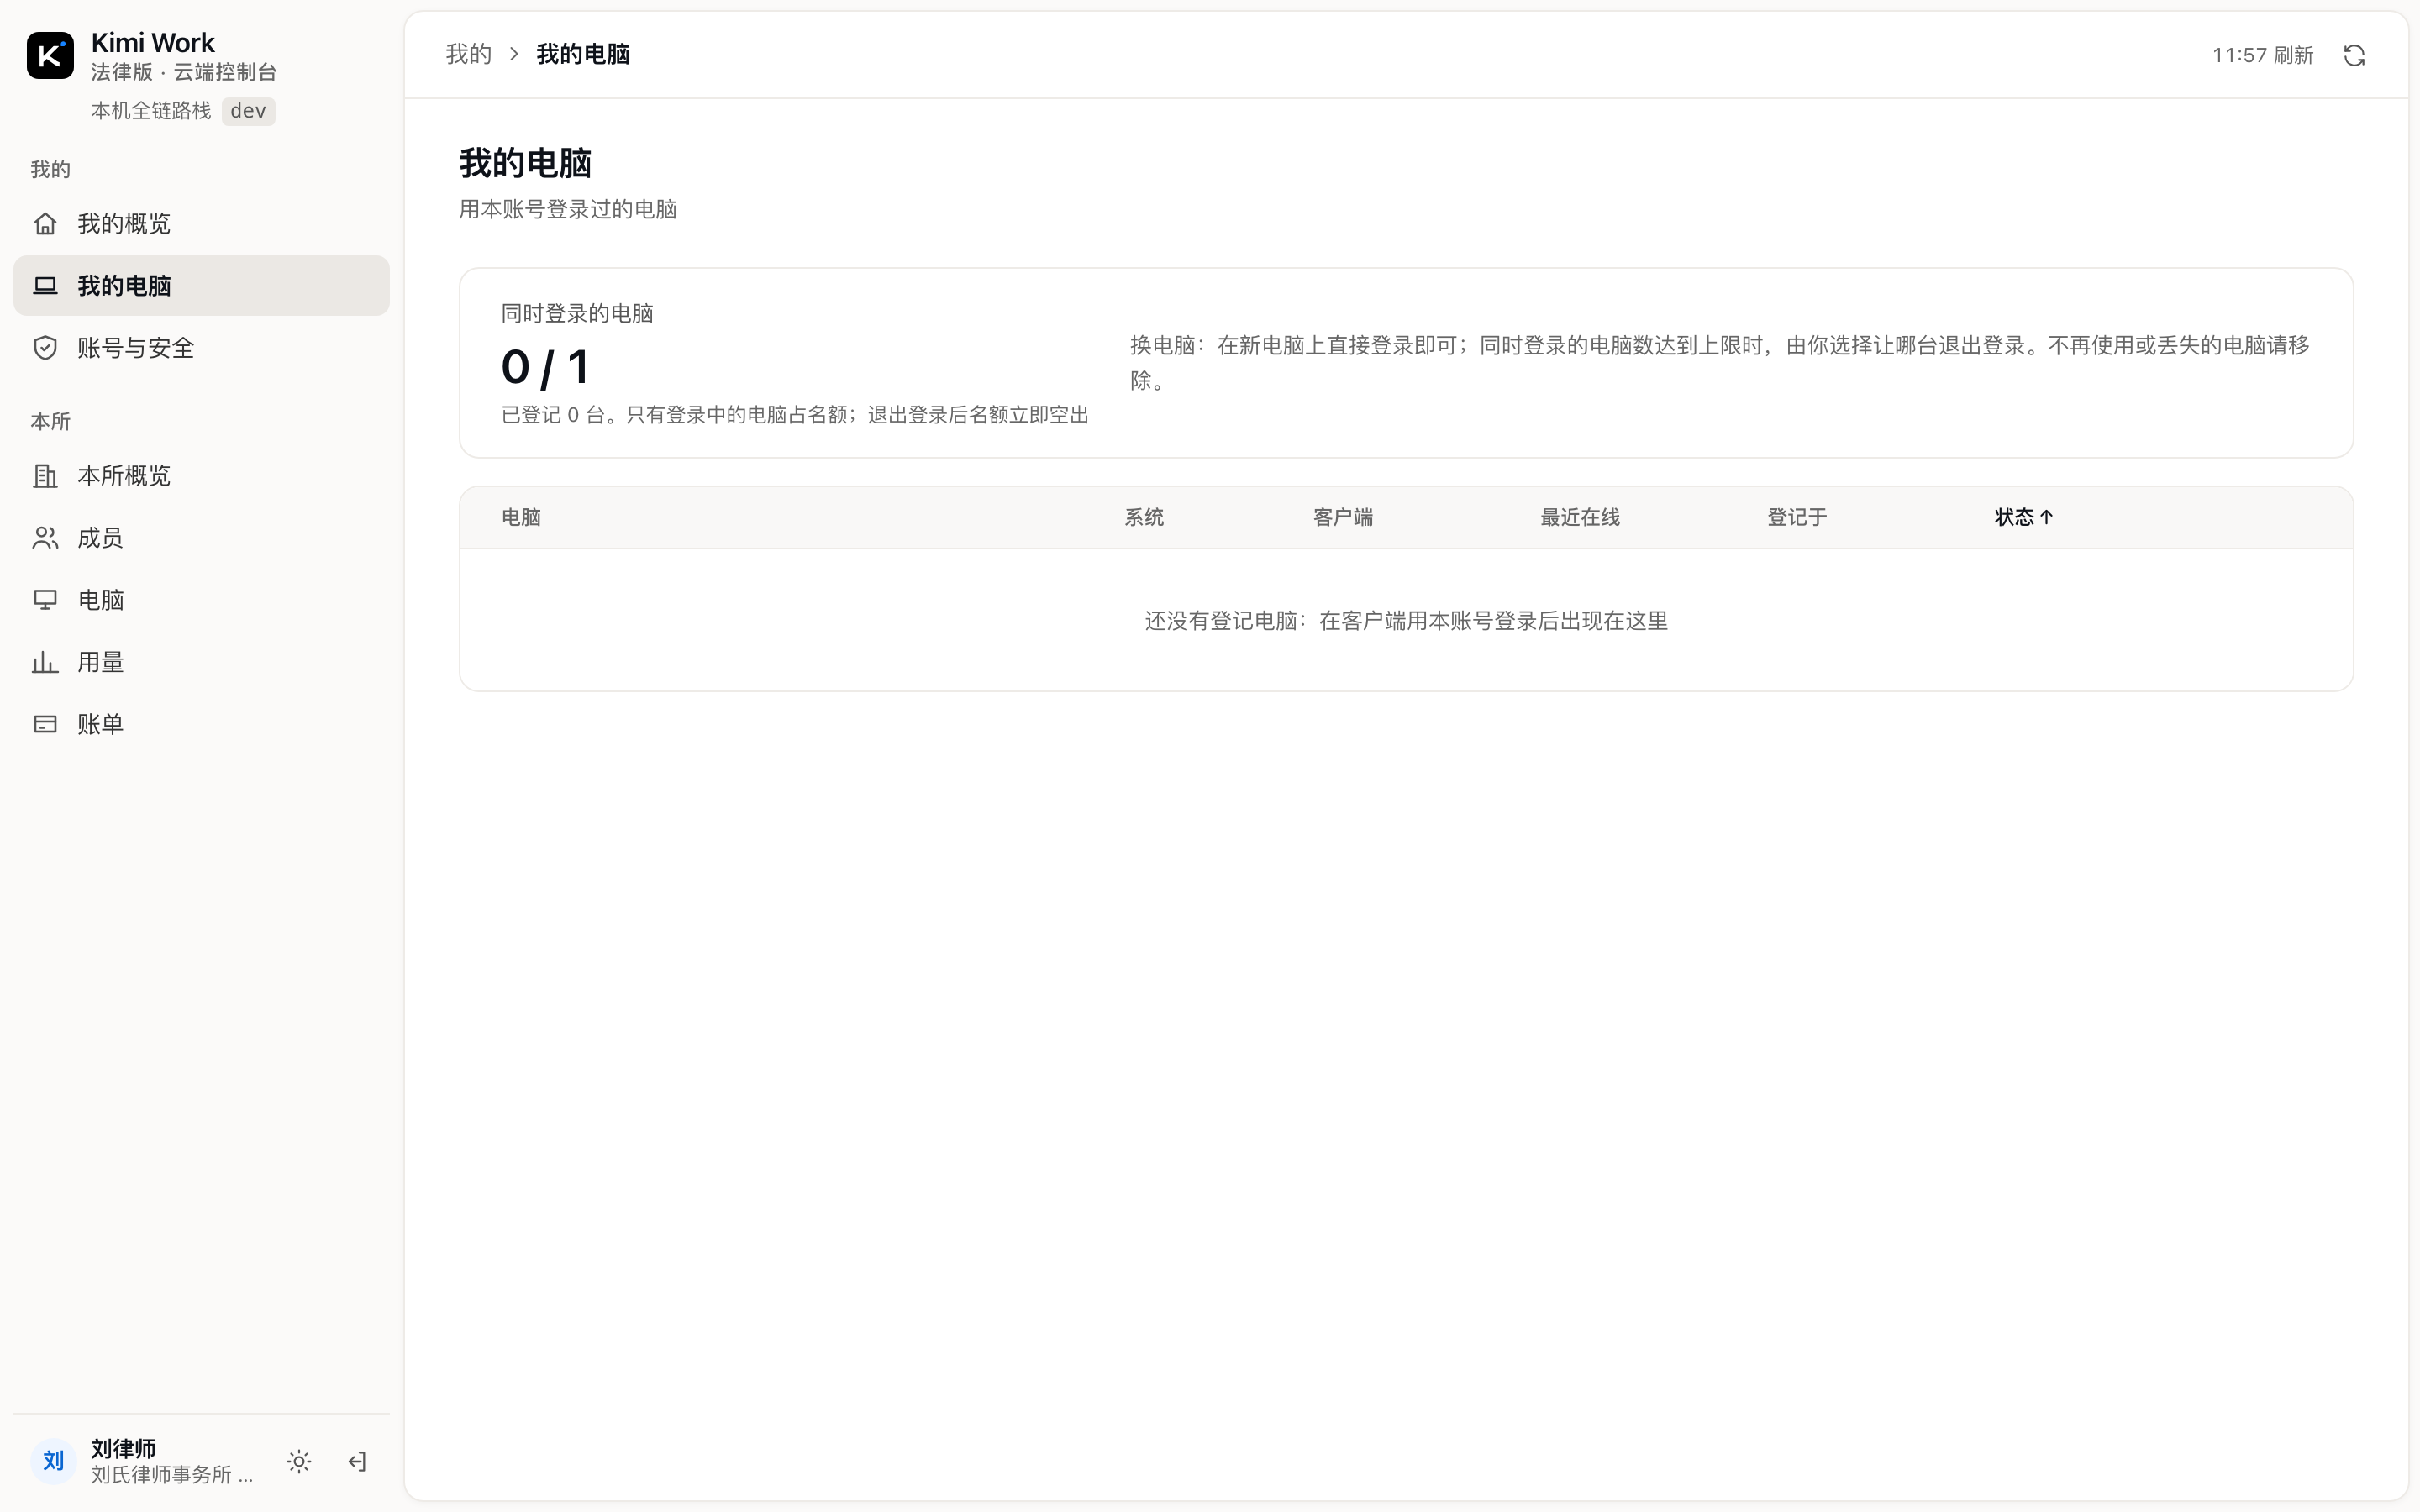 Kimi Work
法律版 · 云端控制台
本机全链路栈 dev
我的
我的概览
我的电脑
账号与安全
本所
本所概览
成员
电脑
用量
账单
刘
刘律师
刘氏律师事务所 ...
我的 > 我的电脑
11:57 刷新
我的电脑
用本账号登录过的电脑
同时登录的电脑
0 / 1
已登记 0 台。只有登录中的电脑占名额；退出登录后名额立即空出
换电脑：在新电脑上直接登录即可；同时登录的电脑数达到上限时，由你选择让哪台退出登录。不再使用或丢失的电脑请移
除。
电脑 系统 客户端 最近在线 登记于 状态 ↑
还没有登记电脑：在客户端用本账号登录后出现在这里